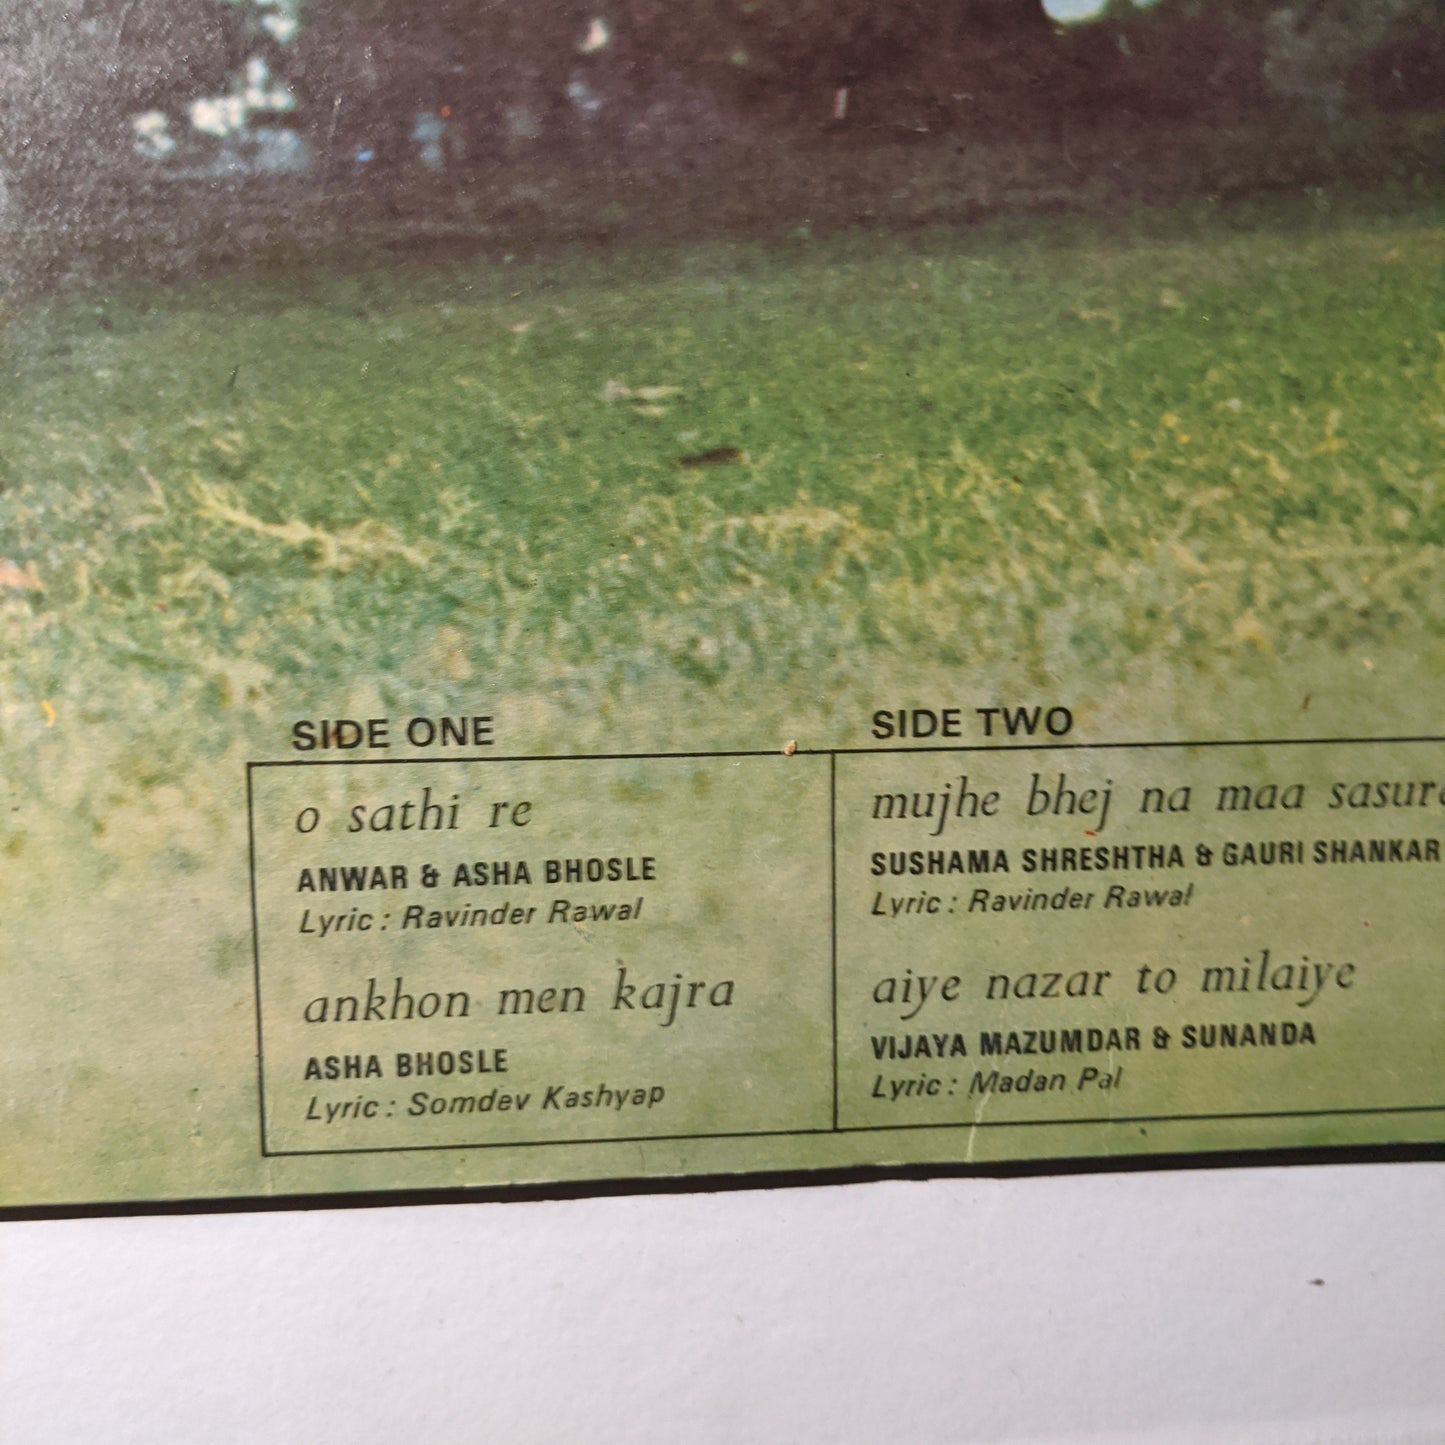 SIDE ONE
o sathi re
ANWAR & ASHA BHOSLE
Lyric : Ravinder Rawal
ankhon men kajra
ASHA BHOSLE
Lyric : Somdev Kashyap
SIDE TWO
mujhe bhej na maa
SUSHAMA SHRESHTHA & GAURI SHANKAR
Lyric : Ravinder Rawal
aiye nazar to milaiye
VIJAYA MAZUMDAR & SUNANDA
Lyric : Madan Pal